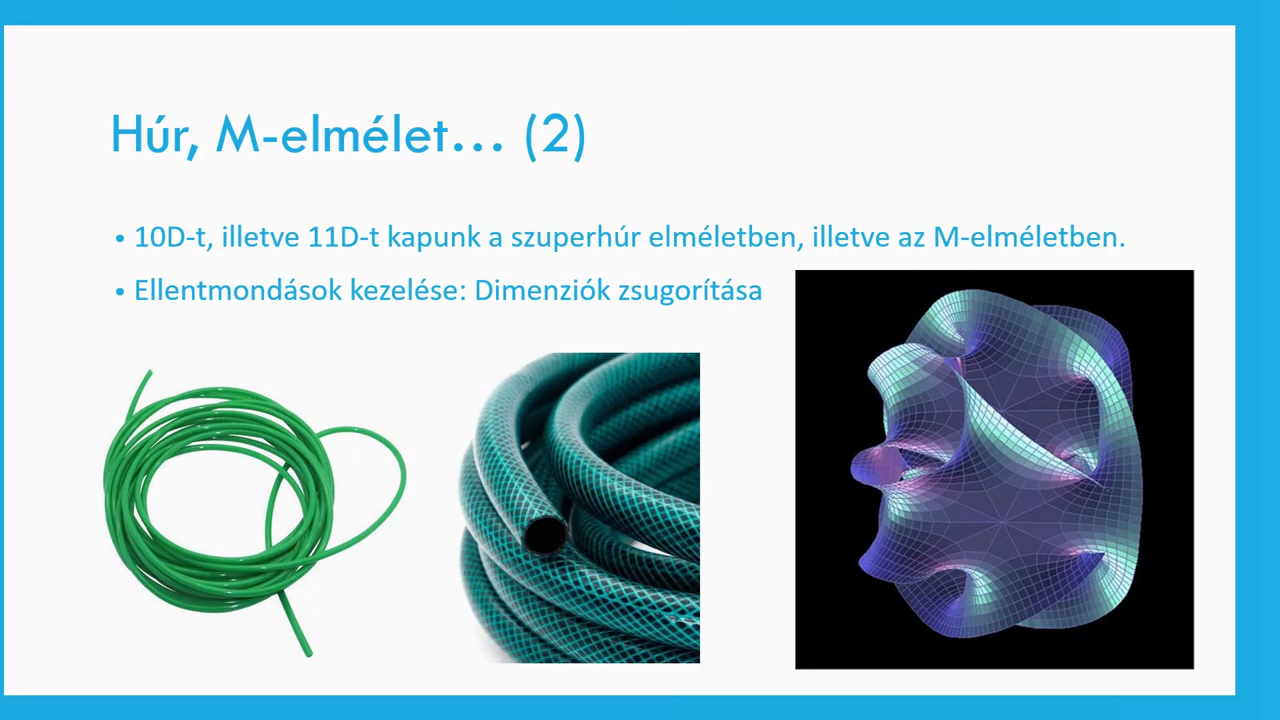 Húr, M-elmélet... (2)
• 10D-t, illetve 11D-t kapunk a szuperhúr elméletben, illetve az M-elméletben.
• Ellentmondások kezelése: Dimenziók zsugorítása